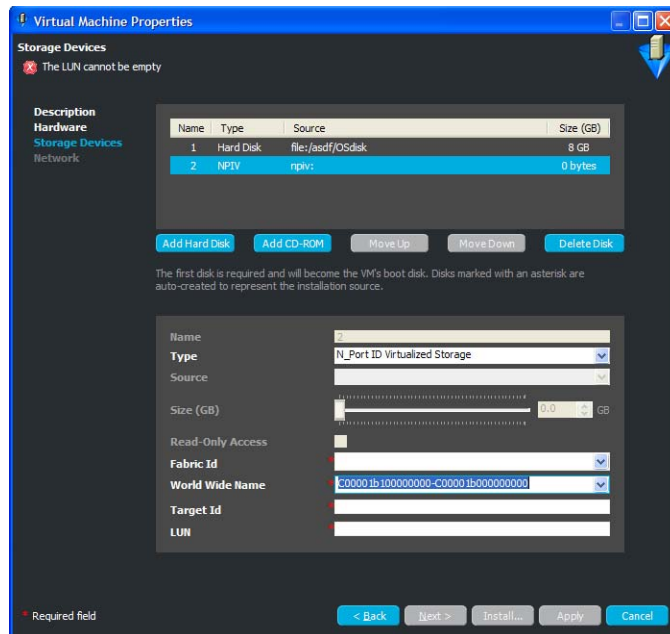 Virtual Machine Properties
Storage Devices
The LUN cannot be empty
Description
Hardware
Storage Devices
Network
Name Type Source Size (GB)
1 Hard Disk file:/asdf/OSdisk 8 GB
2 NPIV npiv: 0 bytes
Add Hard Disk Add CD-ROM Move Up Move Down Delete Disk
The first disk is required and will become the VM's boot disk. Disks marked with an asterisk are
auto-created to represent the installation source.
Name 2
Type N_Port ID Virtualized Storage
Source
Size (GB) 0.0 GB
Read-Only Access
Fabric Id *
World Wide Name * C00001b100000000-C00001b000000000
Target Id *
LUN *
* Required field < Back Next > Install... Apply Cancel